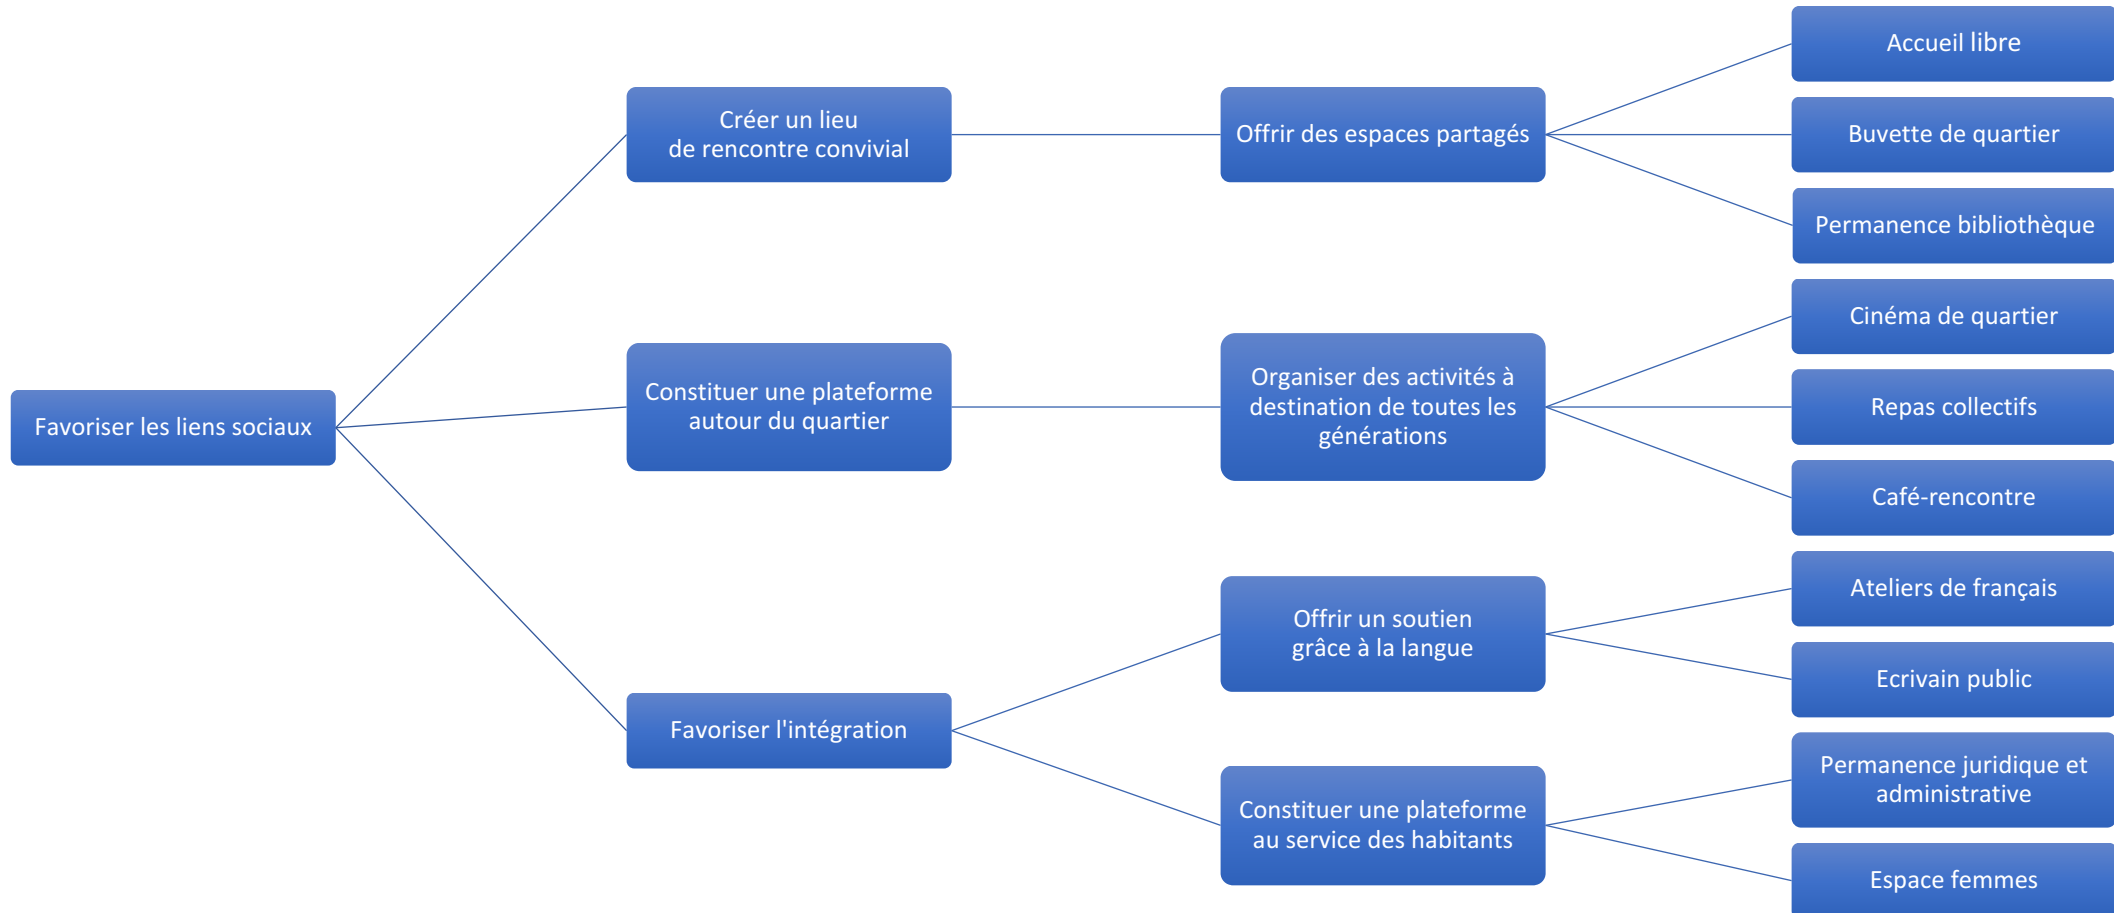 Favoriser les liens sociaux
Créer un lieu
de rencontre convivial
Offrir des espaces partagés
Accueil libre
Buvette de quartier
Permanence bibliothèque
Constituer une plateforme
autour du quartier
Organiser des activités à
destination de toutes les
générations
Cinéma de quartier
Repas collectifs
Café-rencontre
Favoriser l'intégration
Offrir un soutien
grâce à la langue
Ateliers de français
Ecrivain public
Constituer une plateforme
au service des habitants
Permanence juridique et
administrative
Espace femmes